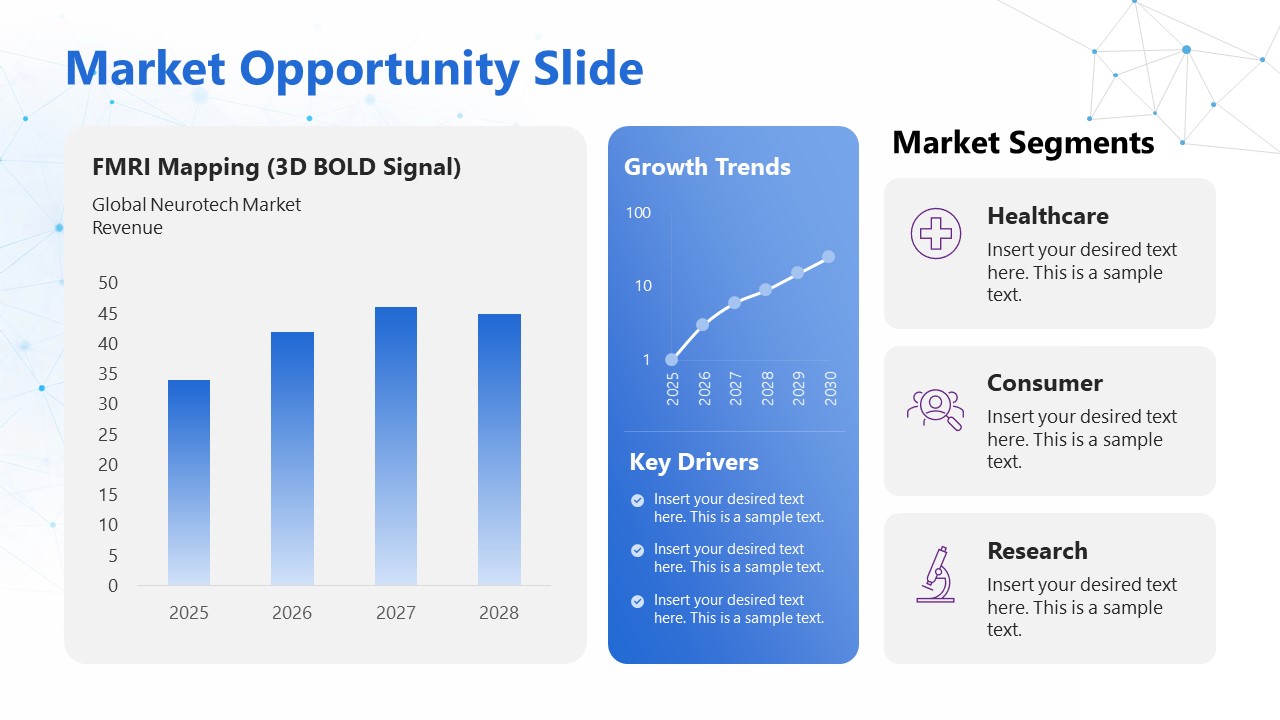 Market Opportunity Slide
FMRI Mapping (3D BOLD Signal)
Global Neurotech Market
Revenue
50
45
40
35
30
25
20
15
10
5
0
2025 2026 2027 2028
Growth Trends
100
10
1
2025 2026 2027 2028 2029 2030
Key Drivers
Insert your desired text
here. This is a sample text.
Insert your desired text
here. This is a sample text.
Insert your desired text
here. This is a sample text.
Market Segments
Healthcare
Insert your desired text
here. This is a sample
text.
Consumer
Insert your desired text
here. This is a sample
text.
Research
Insert your desired text
here. This is a sample
text.